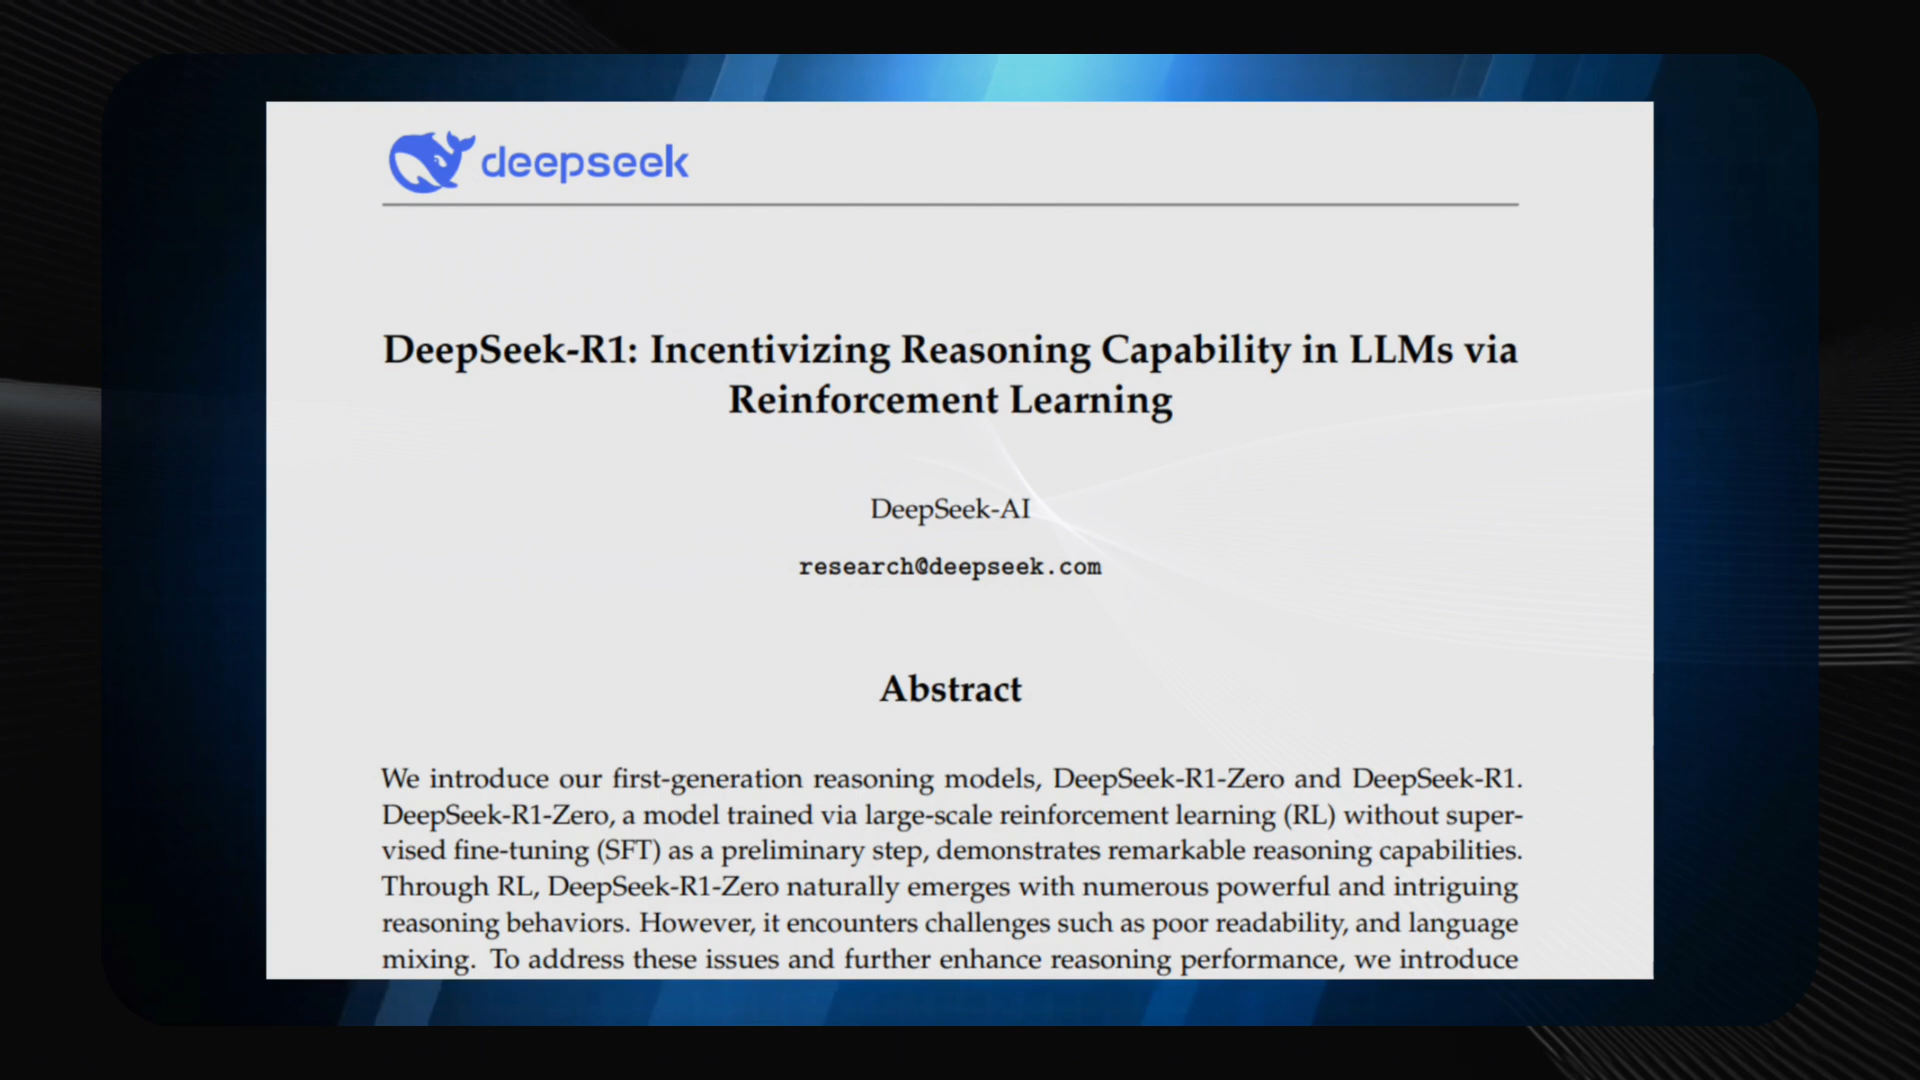 deepseek
DeepSeek-R1: Incentivizing Reasoning Capability in LLMs via
Reinforcement Learning
DeepSeek-AI
research@deepseek.com
Abstract
We introduce our first-generation reasoning models, DeepSeek-R1-Zero and DeepSeek-R1.
DeepSeek-R1-Zero, a model trained via large-scale reinforcement learning (RL) without super-
vised fine-tuning (SFT) as a preliminary step, demonstrates remarkable reasoning capabilities.
Through RL, DeepSeek-R1-Zero naturally emerges with numerous powerful and intriguing
reasoning behaviors. However, it encounters challenges such as poor readability, and language
mixing. To address these issues and further enhance reasoning performance, we introduce